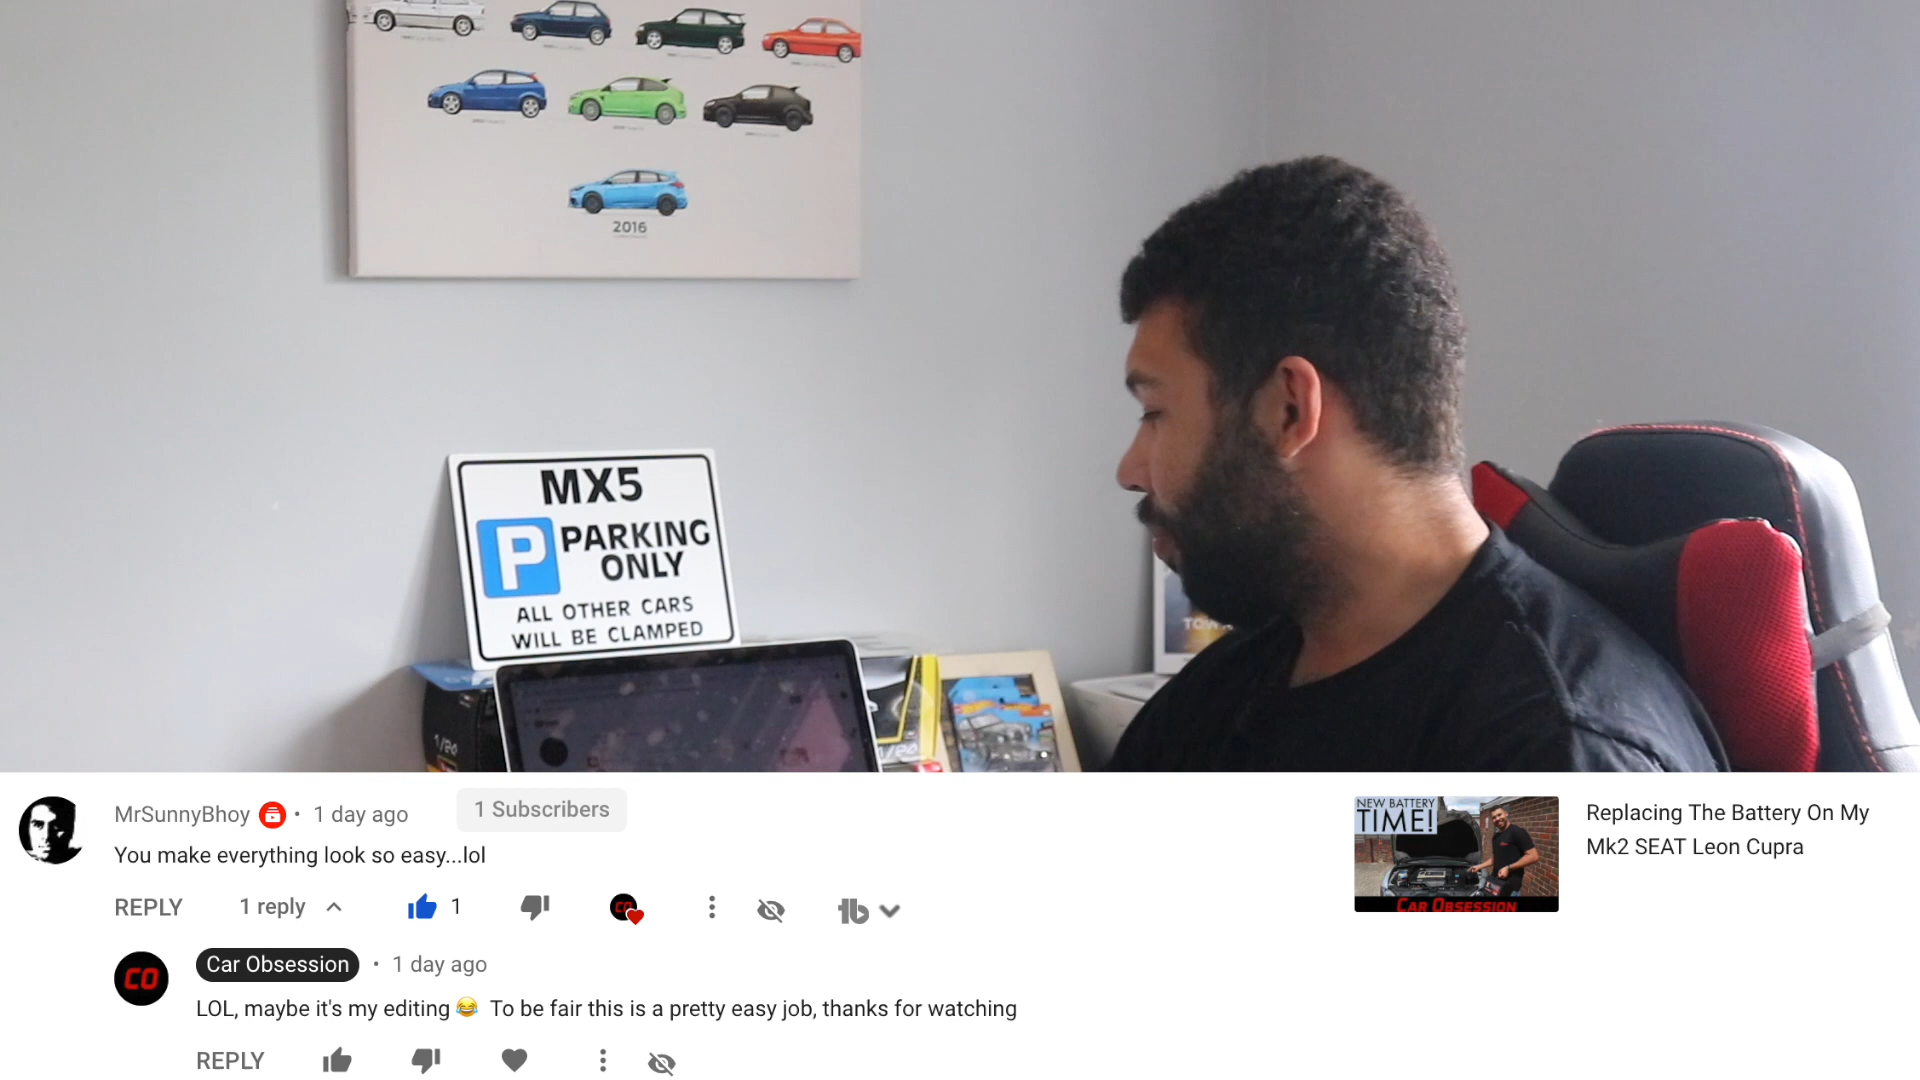 2016
MX5
P PARKING
ONLY
ALL OTHER CARS
WILL BE CLAMPED
TOW
MrSunnyBhoy • 1 day ago
1 Subscribers
You make everything look so easy...lol
REPLY 1 reply 1
CO
Car Obsession • 1 day ago
CO
LOL, maybe it's my editing 😂 To be fair this is a pretty easy job, thanks for watching
REPLY
NEW BATTERY
TIME!
CAR OBSESSION
Replacing The Battery On My
Mk2 SEAT Leon Cupra